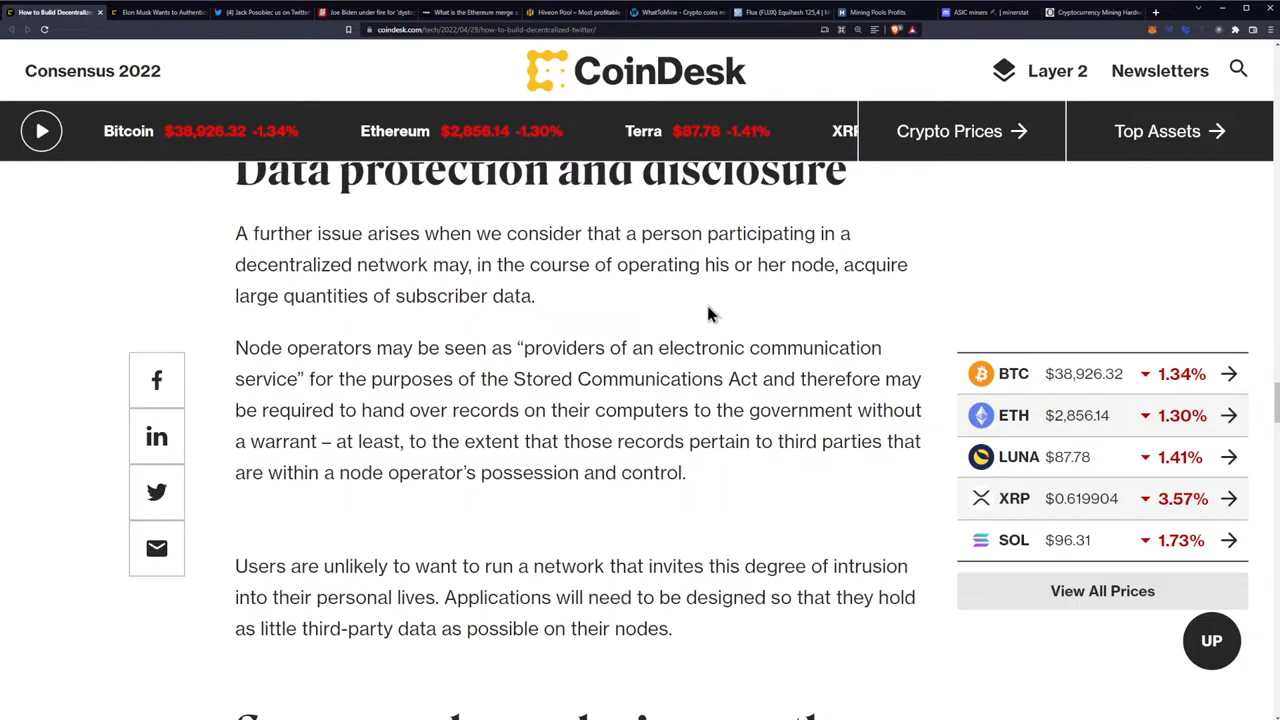 How to Build Decentraliz
Elon Musk Wants to Authentic
(4) Jack Posobiec us on Twitter
Joe Biden under fire for 'dysto
What is the Ethereum merge a
Hiveon Pool – Most profitable
WhatToMine - Crypto coins m
Flux (FLUX) Equihash 125,4 | M
Mining Pools Profits
ASIC miners | minerstat
Cryptocurrency Mining Hardw
coindesk.com/tech/2022/04/29/how-to-build-decentralized-twitter/
Consensus 2022
CoinDesk
Layer 2
Newsletters
Bitcoin $38,926.32 -1.34%
Ethereum $2,856.14 -1.30%
Terra $87.78 -1.41%
XRP
Crypto Prices →
Top Assets →
Data protection and disclosure
A further issue arises when we consider that a person participating in a
decentralized network may, in the course of operating his or her node, acquire
large quantities of subscriber data.
Node operators may be seen as “providers of an electronic communication
service” for the purposes of the Stored Communications Act and therefore may
be required to hand over records on their computers to the government without
a warrant – at least, to the extent that those records pertain to third parties that
are within a node operator’s possession and control.
Users are unlikely to want to run a network that invites this degree of intrusion
into their personal lives. Applications will need to be designed so that they hold
as little third-party data as possible on their nodes.
BTC $38,926.32 1.34% →
ETH $2,856.14 1.30% →
LUNA $87.78 1.41% →
XRP $0.619904 3.57% →
SOL $96.31 1.73% →
View All Prices
UP